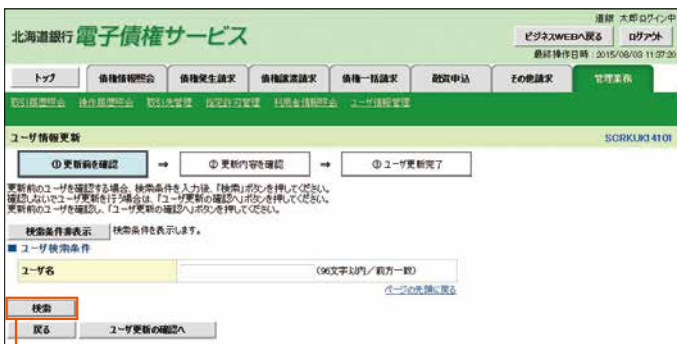 道銀 太郎ログイン中
北海道銀行 電子債権サービス
ビジネスWEBへ戻る ログアウト
最終操作日時：2015/08/03 11:37:20
トップ 債権情報照会 債権発生請求 債権譲渡請求 債権一括請求 融資申込 その他請求 管理業務
取引履歴照会 操作履歴照会 取引先管理 指定許可管理 利用者情報照会 ユーザ情報管理
ユーザ情報更新 SCRKUK14101
①更新前を確認 → ②更新内容を確認 → ③ユーザ更新完了
更新前のユーザを確認する場合、検索条件を入力後、「検索」ボタンを押してください。
確認しないでユーザ更新を行う場合は、「ユーザ更新の確認へ」ボタンを押してください。
更新前のユーザを確認し、「ユーザ更新の確認へ」ボタンを押してください。
検索条件非表示 検索条件を表示します。
■ ユーザ検索条件
ユーザ名 (96文字以内／前方一致)
ページの先頭に戻る
検索
戻る ユーザ更新の確認へ